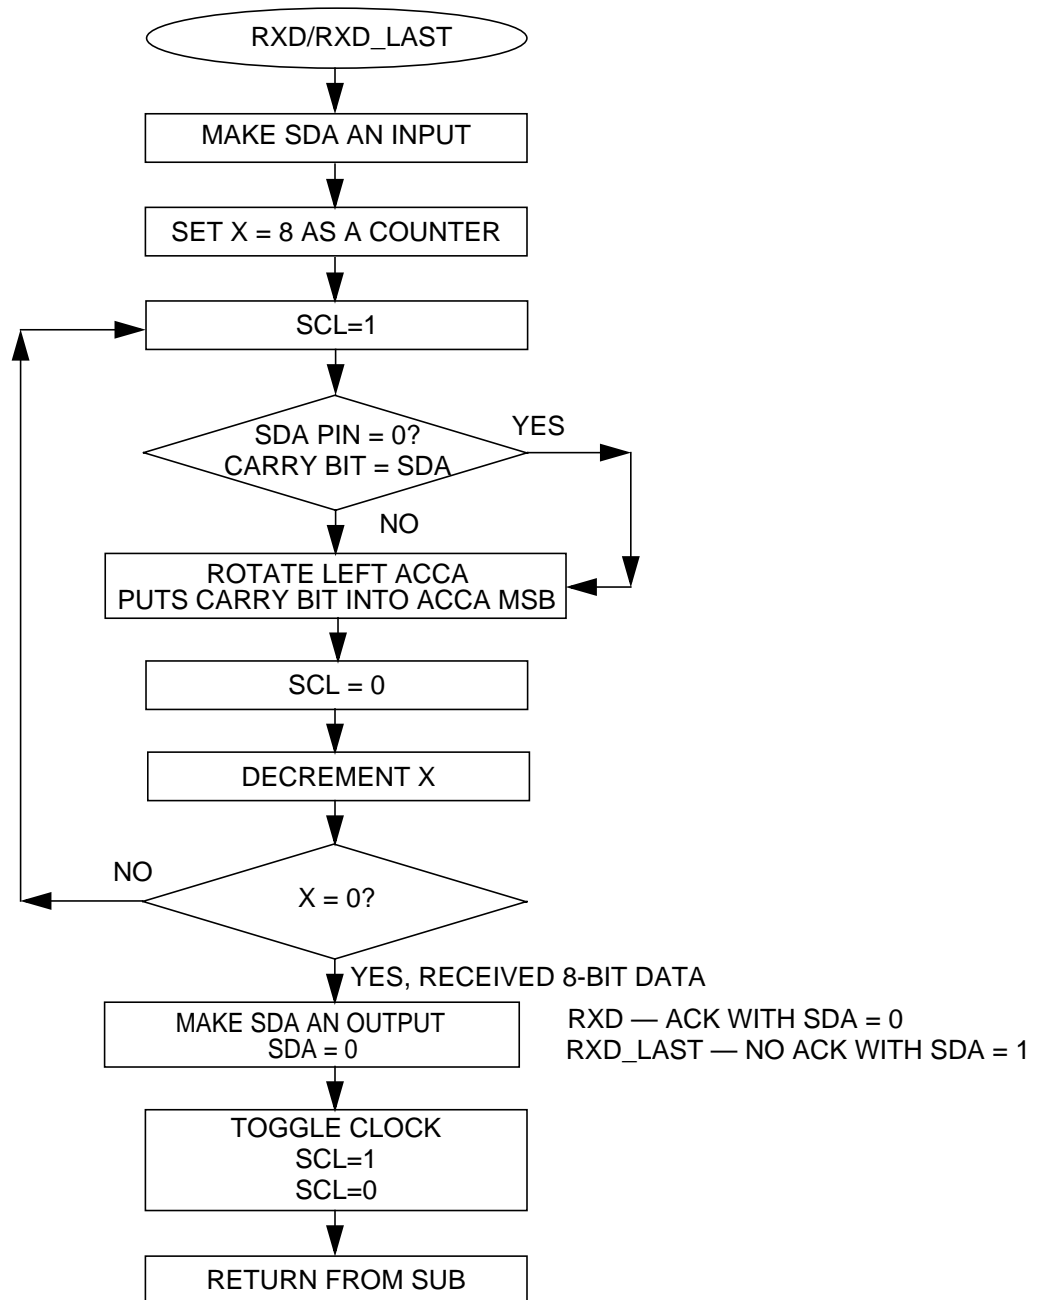 RXD/RXD_LAST
MAKE SDA AN INPUT
SET X = 8 AS A COUNTER
SCL=1
SDA PIN = 0?
CARRY BIT = SDA
YES
NO
ROTATE LEFT ACCA
PUTS CARRY BIT INTO ACCA MSB
SCL = 0
DECREMENT X
NO
X = 0?
YES, RECEIVED 8-BIT DATA
MAKE SDA AN OUTPUT
SDA = 0
RXD — ACK WITH SDA = 0
RXD_LAST — NO ACK WITH SDA = 1
TOGGLE CLOCK
SCL=1
SCL=0
RETURN FROM SUB